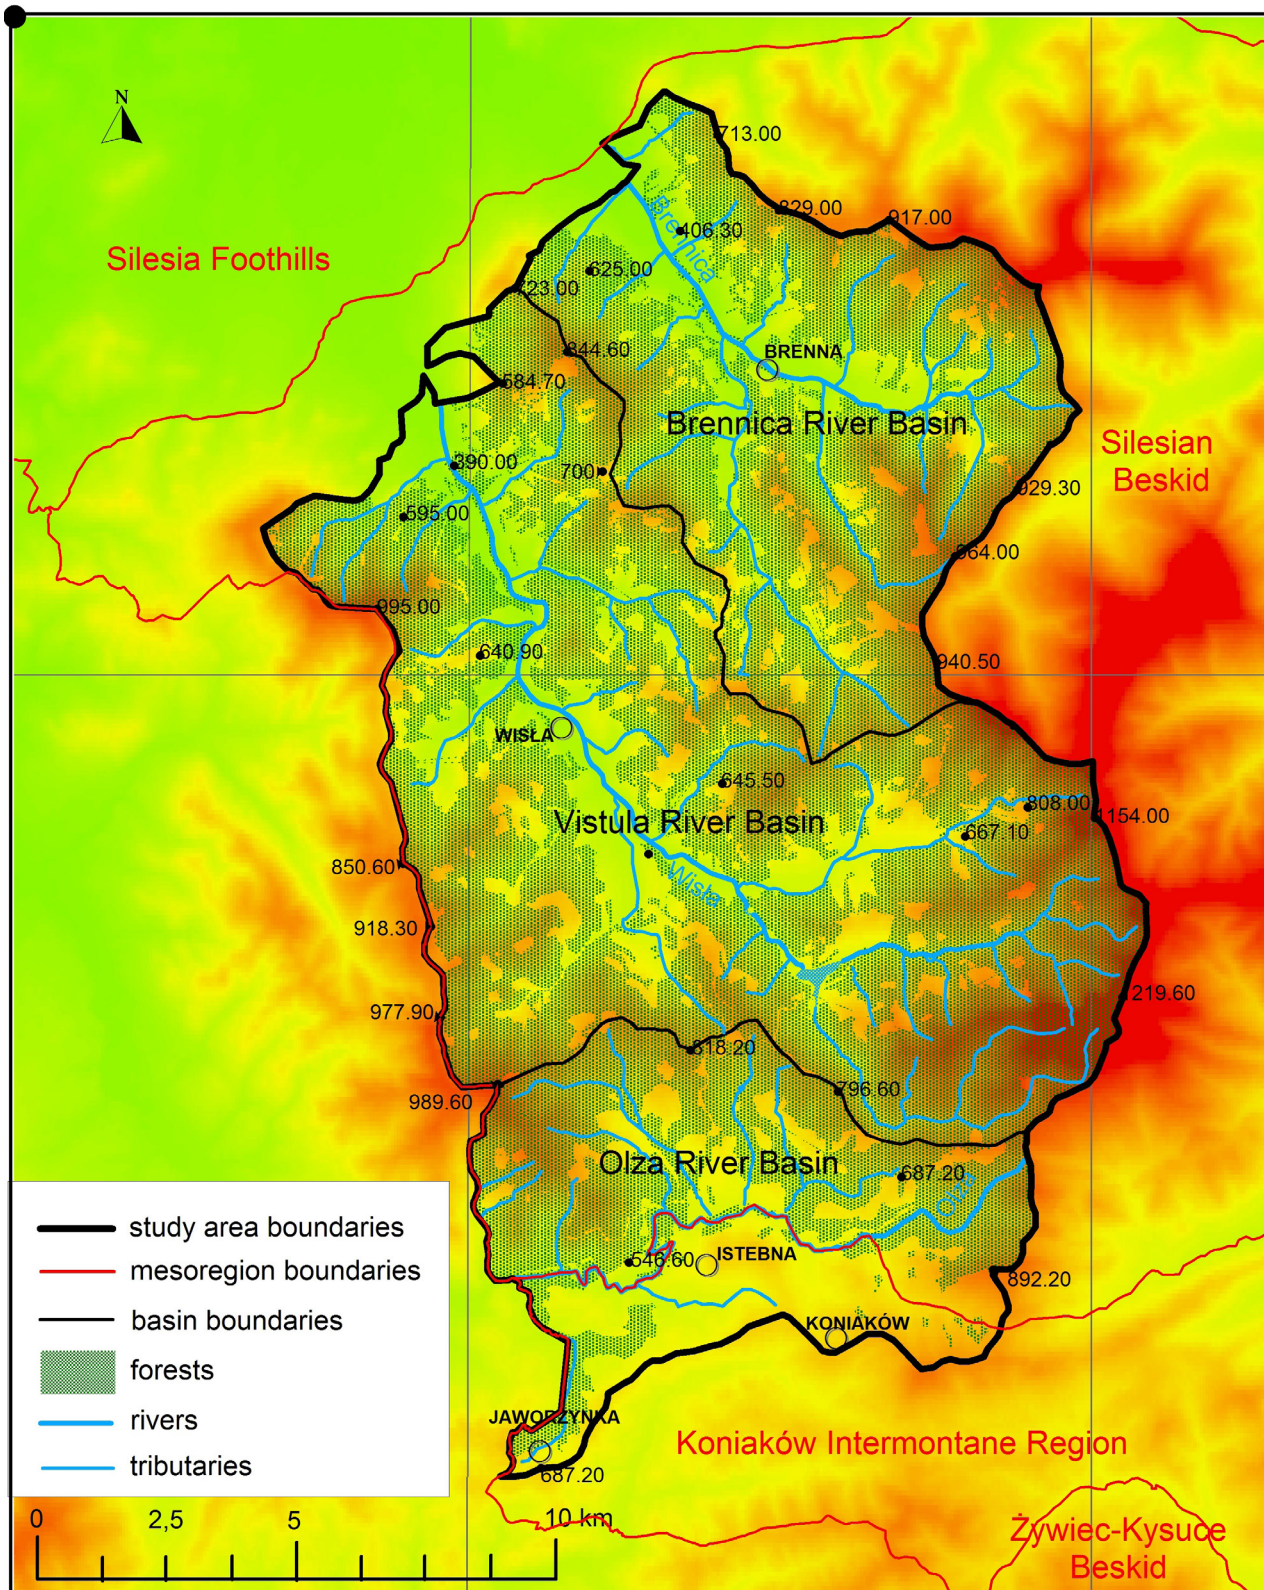 N
713.00
829.00
917.00
Brennica
406.30
Silesia Foothills
625.00
723.00
844.60
BRENNA
584.70
Brennica River Basin
Silesian
Beskid
390.00
700
929.30
595.00
964.00
995.00
640.90
940.50
WISŁA
645.50
808.00
1154.00
Vistula River Basin
667.10
850.60
Wisła
918.30
977.90
1219.60
818.20
989.60
796.60
Olza River Basin
687.20
Olza
study area boundaries
mesoregion boundaries
basin boundaries
forests
rivers
tributaries
546.60
ISTEBNA
892.20
KONIAKÓW
JAWORZYNKA
687.20
Koniaków Intermontane Region
0 2,5 5 10 km
Żywiec-Kysuce
Beskid